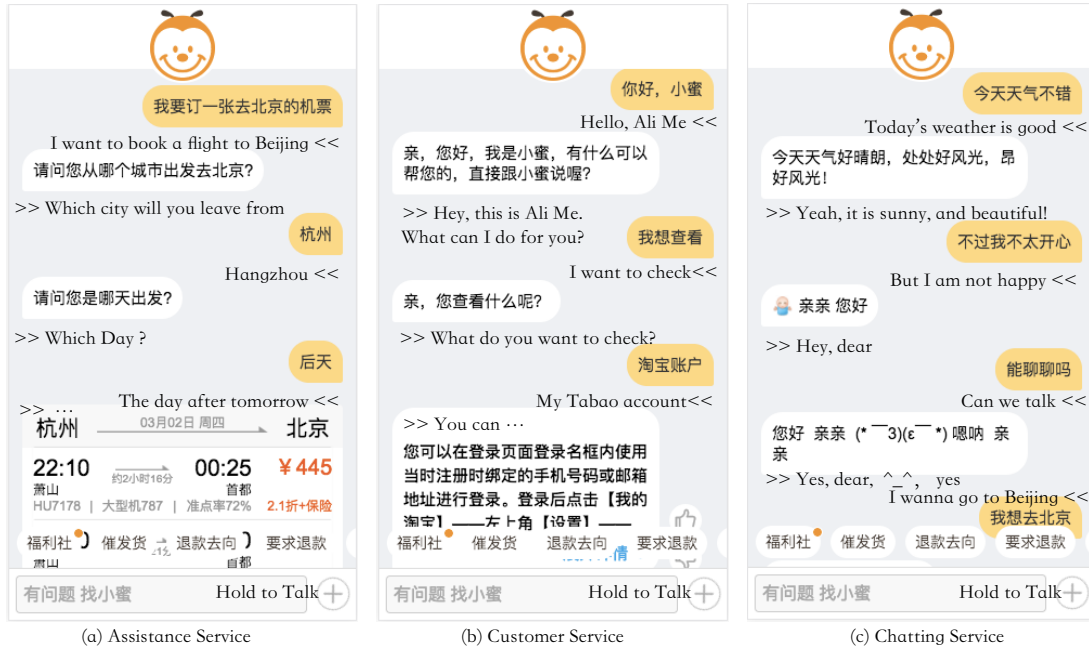 我要订一张去北京的机票
I want to book a flight to Beijing <<
请问您从哪个城市出发去北京?
>> Which city will you leave from
杭州
Hangzhou <<
请问您是哪天出发?
>> Which Day ?
后天
The day after tomorrow <<
>> ...
杭州 03月02日 周四 北京
22:10 约2小时16分 00:25 ¥445
萧山 首都
HU7178 | 大型机787 | 准点率72% 2.1折+保险
福利社 催发货 退款去向 要求退款
萧山 首都
有问题 找小蜜 Hold to Talk
(a) Assistance Service
你好，小蜜
Hello, Ali Me <<
亲，您好，我是小蜜，有什么可以
帮您的，直接跟小蜜说喔?
>> Hey, this is Ali Me.
What can I do for you?
我想查看
I want to check<<
亲，您查看什么呢?
>> What do you want to check?
淘宝账户
My Tabao account<<
>> You can ...
您可以在登录页面登录名框内使用
当时注册时绑定的手机号码或邮箱
地址进行登录。登录后点击【我的
淘宝】——左上角【设置】——
福利社 催发货 退款去向 要求退款
有问题 找小蜜 Hold to Talk
(b) Customer Service
今天天气不错
Today's weather is good <<
今天天气好晴朗，处处好风光，昂
好风光!
>> Yeah, it is sunny, and beautiful!
不过我不太开心
But I am not happy <<
亲亲 您好
>> Hey, dear
能聊聊吗
Can we talk <<
您好 亲亲 (* ￣3)(ε￣ *) 嗯呐 亲
亲
>> Yes, dear, ^_^, yes
I wanna go to Beijing <<
我想去北京
福利社 催发货 退款去向 要求退款
有问题 找小蜜 Hold to Talk
(c) Chatting Service